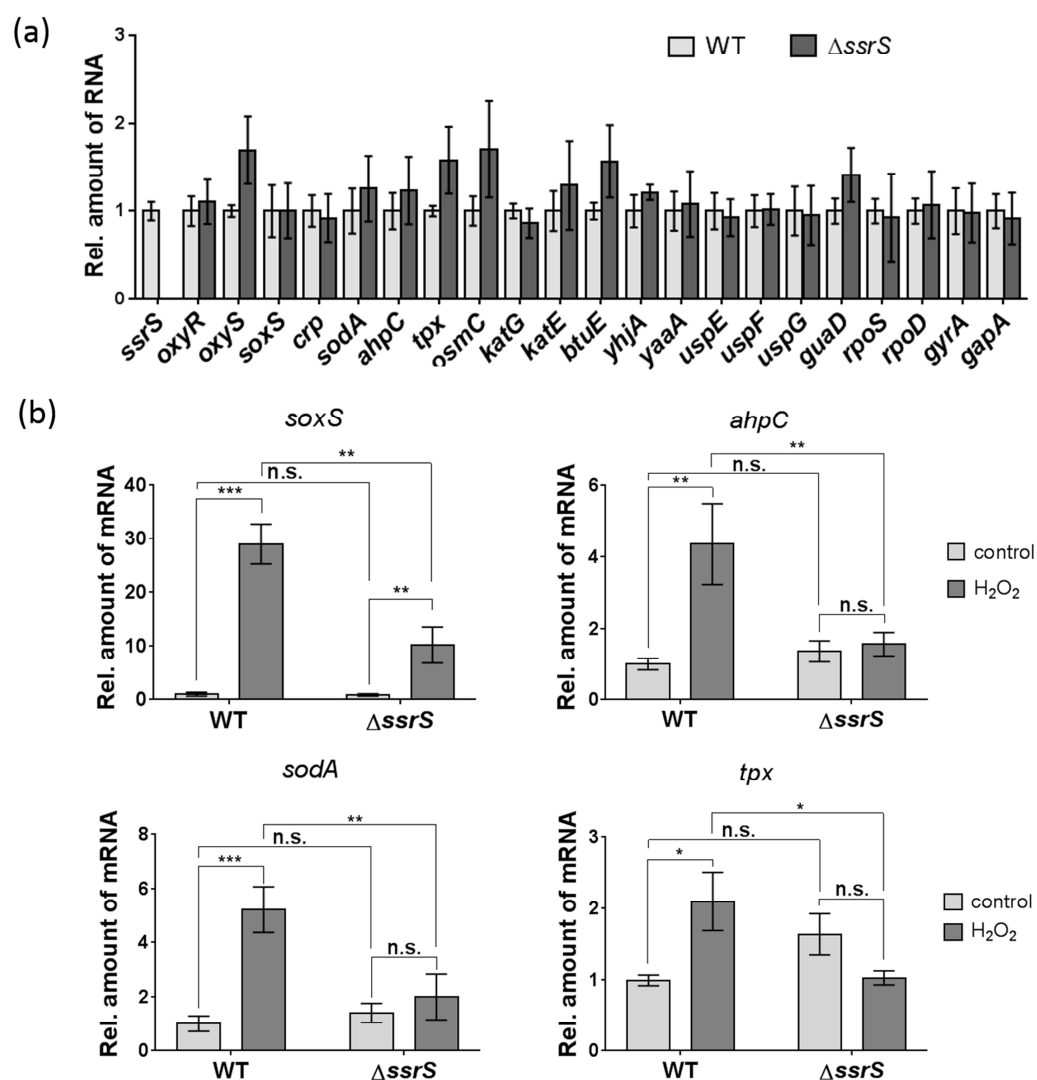 (a)
Rel. amount of RNA
3
2
1
0
WT
ΔssrS
ssrS
oxyR
oxyS
soxS
crp
sodA
ahpC
tpx
osmC
katG
katE
btuE
yhjA
yaaA
uspE
uspF
uspG
guaD
rpoS
rpoD
gyrA
gapA
(b)
soxS
Rel. amount of mRNA
40
30
20
10
0
**
n.s.
***
**
WT
ΔssrS
ahpC
Rel. amount of mRNA
6
4
2
0
**
n.s.
**
n.s.
WT
ΔssrS
control
H₂O₂
sodA
Rel. amount of mRNA
8
6
4
2
0
**
n.s.
***
n.s.
WT
ΔssrS
tpx
Rel. amount of mRNA
3
2
1
0
*
n.s.
*
n.s.
WT
ΔssrS
control
H₂O₂